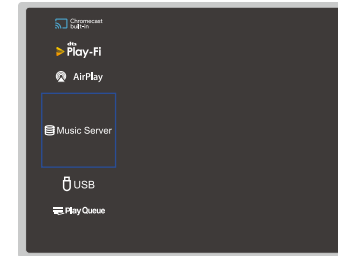 Chromecast
built-in
dts
Play-Fi
AirPlay
Music Server
USB
Play Queue